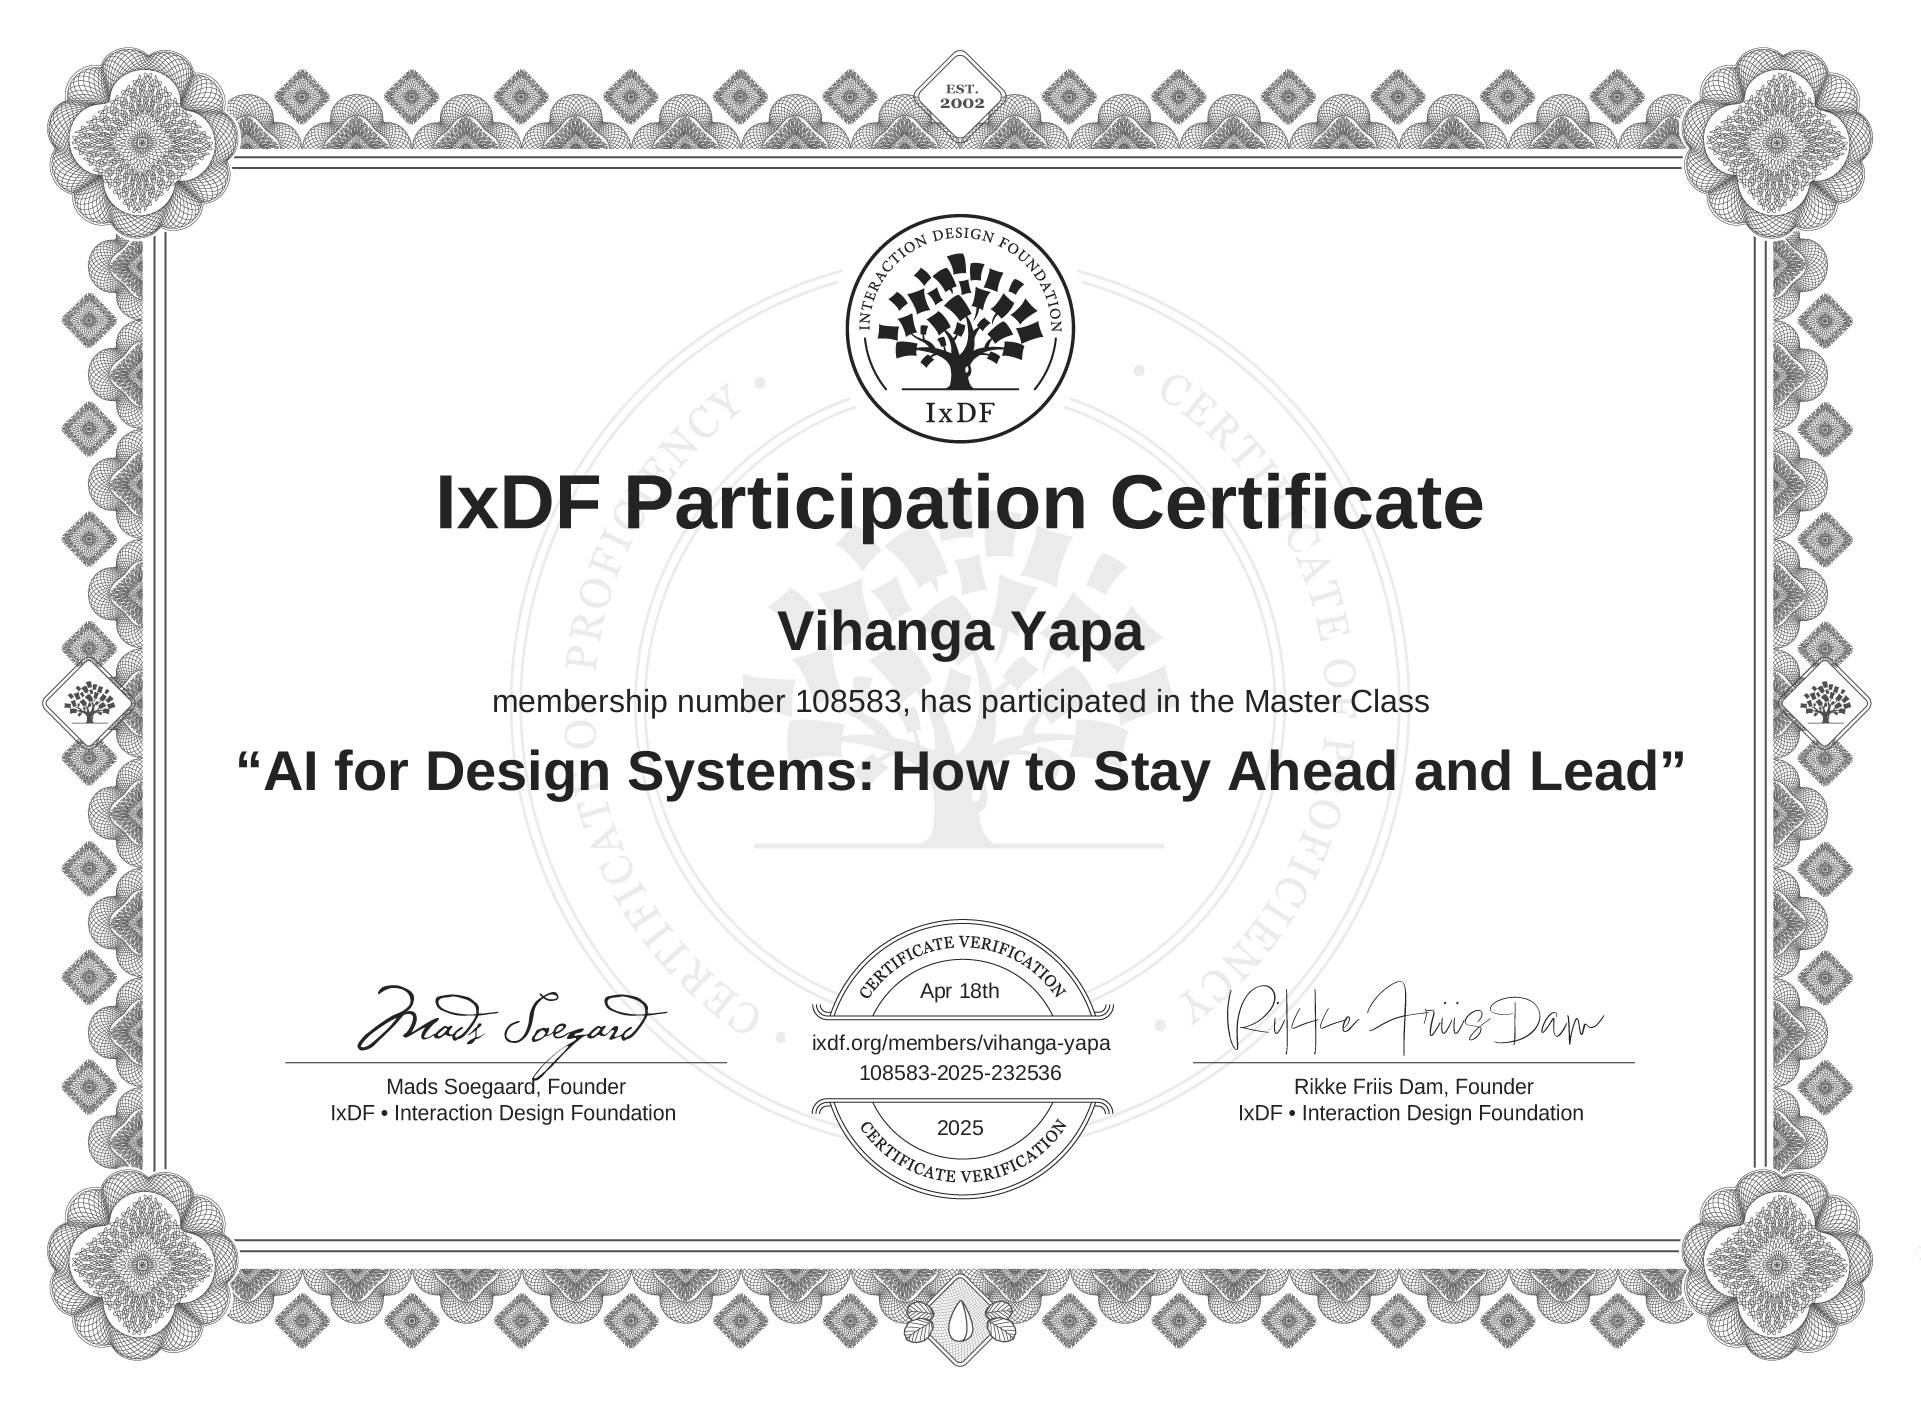 EST.
2002
INTERACTION DESIGN FOUNDATION
IxDF
• CERTIFICATE OF PROFICIENCY •
• CERTIFICATE OF PROFICIENCY •
IxDF Participation Certificate
Vihanga Yapa
membership number 108583, has participated in the Master Class
“AI for Design Systems: How to Stay Ahead and Lead”
Mads Soegaard
Mads Soegaard, Founder
IxDF • Interaction Design Foundation
CERTIFICATE VERIFICATION
Apr 18th
ixdf.org/members/vihanga-yapa
108583-2025-232536
2025
CERTIFICATE VERIFICATION
Rikke Friis Dam
Rikke Friis Dam, Founder
IxDF • Interaction Design Foundation